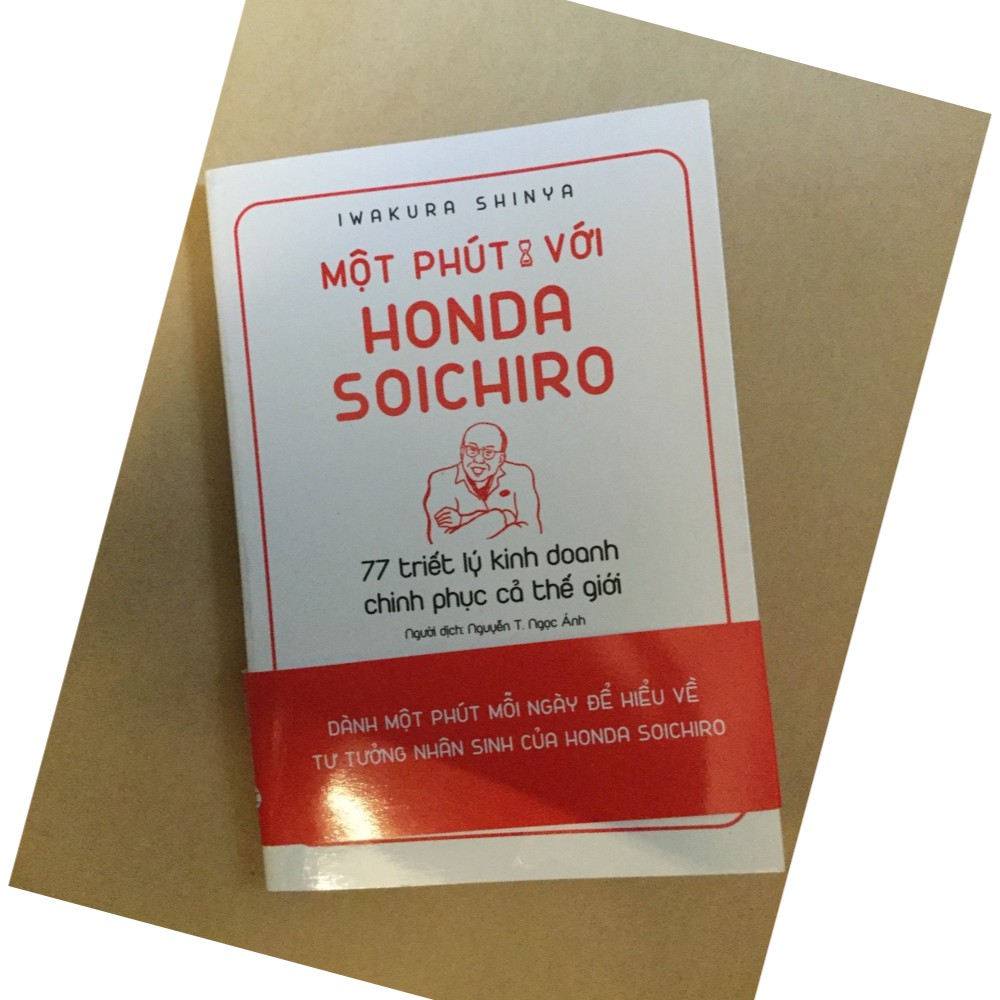 IWAKURA SHINYA
MỘT PHÚT VỚI
HONDA
SOICHIRO
77 triết lý kinh doanh
chinh phục cả thế giới
Người dịch: Nguyễn T. Ngọc Ánh
DÀNH MỘT PHÚT MỖI NGÀY ĐỂ HIỂU VỀ
TƯ TƯỞNG NHÂN SINH CỦA HONDA SOICHIRO